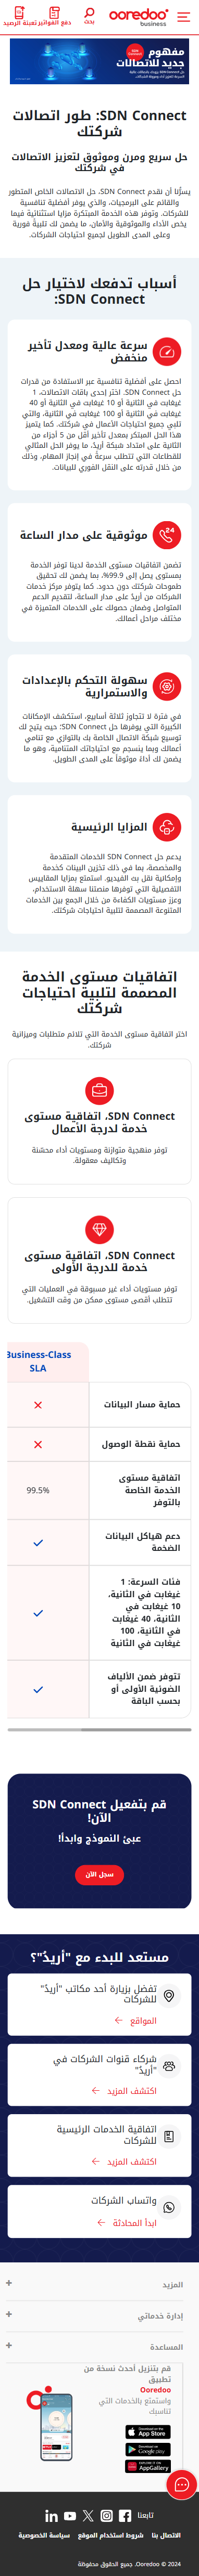 ooredoo
business
بحث
دفع الفواتير
تعبئة الرصيد
مفهوم
جديد للاتصالات
SDN Connect: طور اتصالات
شركتك
حل سريع ومرن وموثوق لتعزيز الاتصالات
في شركتك
يسرُّنا أن نقدم SDN Connect، حل الاتصالات الخاص المتطور
والقائم على البرمجيات، والذي يوفر أفضلية تنافسية
للشركات. وتوفر هذه الخدمة المبتكرة مزايا استثنائية فيما
يخص الأداء والموثوقية والأمان، ما يضمن لك تلبيةً فورية
وعلى المدى الطويل لجميع احتياجات الشركات.
أسباب تدفعك لاختيار حل
SDN Connect:
سرعة عالية ومعدل تأخير
منخفض
احصل على أفضلية تنافسية عبر الاستفادة من قدرات
حل SDN Connect. اختر إحدى باقات الاتصالات، 1
غيغابت في الثانية أو 10 غيغابت في الثانية أو 40
غيغابت في الثانية أو 100 غيغابت في الثانية، والتي
تلبي جميع احتياجات الأعمال في شركتك. كما يتميز
هذا الحل المبتكر بمعدل تأخير أقل من 5 أجزاء من
الثانية على امتداد شبكة أريدُ، ما يوفر الحل المثالي
للقطاعات التي تتطلب سرعةً في إنجاز المهام، وذلك
من خلال قدرته على النقل الفوري للبيانات.
موثوقية على مدار الساعة
تضمن اتفاقيات مستوى الخدمة لدينا توفر الخدمة
بمستوى يصل إلى 99.9%، بما يضمن لك تحقيق
طموحات شركتك دون حدود. كما يتوفر مركز خدمات
الشركات من أريدُ على مدار الساعة، لتقديم الدعم
المتواصل وضمان حصولك على الخدمات المتميزة في
مختلف مراحل أعمالك.
سهولة التحكم بالإعدادات
والاستمرارية
في فترة لا تتجاوز ثلاثة أسابيع، استكشف الإمكانات
الكبيرة التي يوفرها حل SDN Connect؛ حيث يتيح لك
توسيع شبكة الاتصال الخاصة بك بالتوازي مع تنامي
أعمالك وبما ينسجم مع احتياجاتك المتنامية، وهو ما
يضمن لك أداءً موثوقاً على المدى الطويل.
المزايا الرئيسية
يدعم حل SDN Connect الخدمات المتقدمة
والمخصصة، بما في ذلك تخزين البيانات كخدمة
وإمكانية نقل بث الفيديو. استمتع بمزايا المقاييس
التفصيلية التي توفرها منصتنا سهلة الاستخدام،
وعزز مستويات الكفاءة من خلال الجمع بين الخدمات
المتنوعة المصممة لتلبية احتياجات شركتك.
اتفاقيات مستوى الخدمة
المصممة لتلبية احتياجات
شركتك
اختر اتفاقية مستوى الخدمة التي تلائم متطلبات وميزانية
شركتك.
SDN Connect، اتفاقية مستوى
خدمة لدرجة الأعمال
توفر منهجية متوازنة ومستويات أداء محسّنة
وتكاليف معقولة.
SDN Connect، اتفاقية مستوى
خدمة للدرجة الأولى
توفر مستويات أداء غير مسبوقة في العمليات التي
تتطلب أقصى مستوى ممكن من وقت التشغيل.
Business-Class
SLA
حماية مسار البيانات
حماية نقطة الوصول
اتفاقية مستوى
الخدمة الخاصة
بالتوفر
99.5%
دعم هياكل البيانات
الضخمة
فئات السرعة: 1
غيغابت في الثانية،
10 غيغابت في
الثانية، 40 غيغابت
في الثانية، 100
غيغابت في الثانية
تتوفر ضمن الألياف
الضوئية الأولى أو
بحسب الباقة
قم بتفعيل SDN Connect
الآن!
عبئ النموذج وابدأ!
سجل الآن
مستعد للبدء مع "أريدُ"؟
تفضل بزيارة أحد مكاتب "أريدُ"
للشركات
المواقع
شركاء قنوات الشركات في
"أريدُ"
اكتشف المزيد
اتفاقية الخدمات الرئيسية
للشركات
اكتشف المزيد
واتساب الشركات
ابدأ المحادثة
المزيد
إدارة خدماتي
المساعدة
قم بتنزيل أحدث نسخة من
تطبيق
Ooredoo
واستمتع بالخدمات التي
تناسبك
App Store
Google play
AppGallery
تابعنا
الاتصال بنا
شروط استخدام الموقع
سياسة الخصوصية
Ooredoo © 2024. جميع الحقوق محفوظة